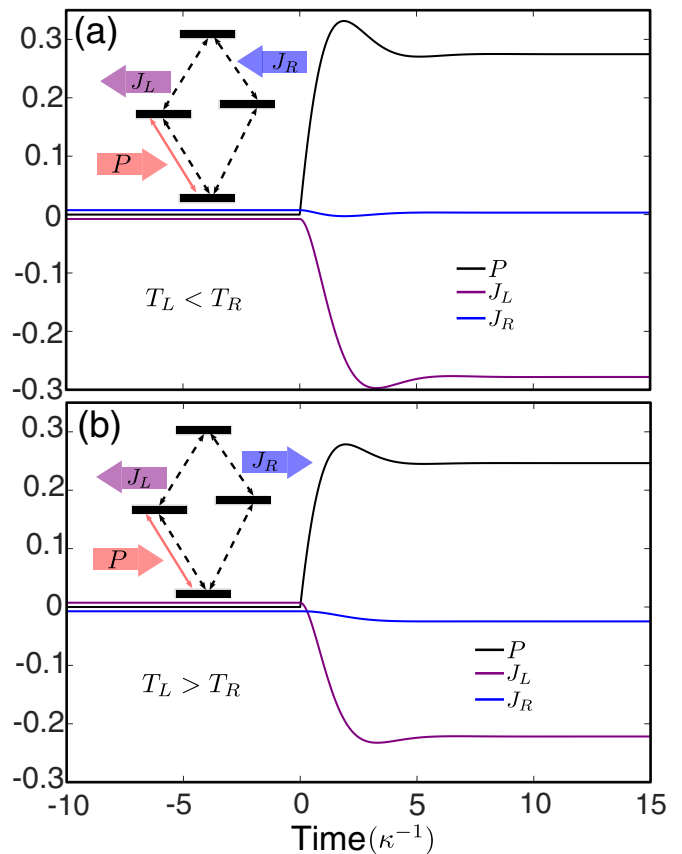 (a)
0.3
0.2
0.1
0
-0.1
-0.2
-0.3
J_L
J_R
P
T_L < T_R
P
J_L
J_R
(b)
0.3
0.2
0.1
0
-0.1
-0.2
-0.3
J_L
J_R
P
T_L > T_R
P
J_L
J_R
-10 -5 0 5 10 15
Time(κ⁻¹)